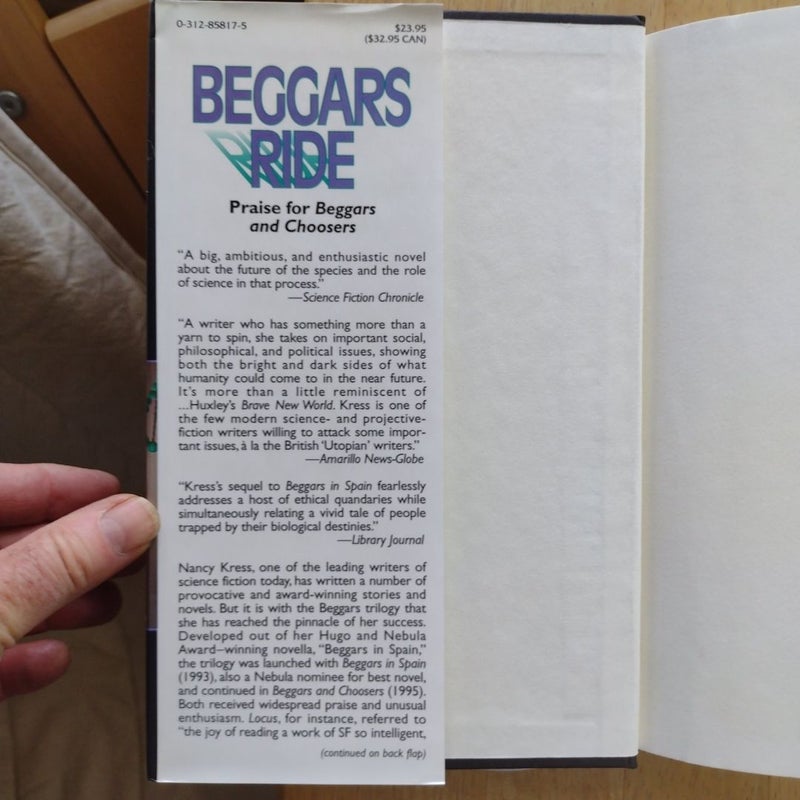 0-312-85817-5
$23.95
($32.95 CAN)
BEGGARS
RIDE
Praise for Beggars
and Choosers
“A big, ambitious, and enthusiastic novel
about the future of the species and the role
of science in that process.”
—Science Fiction Chronicle
“A writer who has something more than a
yarn to spin, she takes on important social,
philosophical, and political issues, showing
both the bright and dark sides of what
humanity could come to in the near future.
It's more than a little reminiscent of
...Huxley's Brave New World. Kress is one of
the few modern science- and projective-
fiction writers willing to attack some impor-
tant issues, à la the British ‘Utopian’ writers.”
—Amarillo News-Globe
“Kress's sequel to Beggars in Spain fearlessly
addresses a host of ethical quandaries while
simultaneously relating a vivid tale of people
trapped by their biological destinies.”
—Library Journal
Nancy Kress, one of the leading writers of
science fiction today, has written a number of
provocative and award-winning stories and
novels. But it is with the Beggars trilogy that
she has reached the pinnacle of her success.
Developed out of her Hugo and Nebula
Award–winning novella, “Beggars in Spain,”
the trilogy was launched with Beggars in Spain
(1993), also a Nebula nominee for best novel,
and continued in Beggars and Choosers (1995).
Both received widespread praise and unusual
enthusiasm. Locus, for instance, referred to
“the joy of reading a work of SF so intelligent,
(continued on back flap)